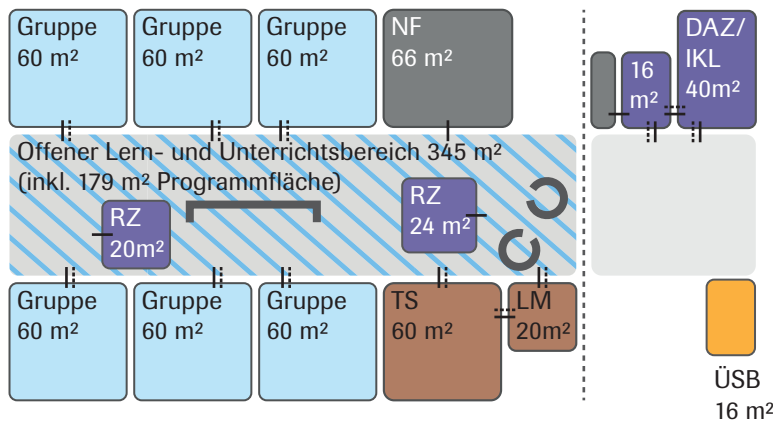 Gruppe
60 m²
Gruppe
60 m²
Gruppe
60 m²
NF
66 m²
16
m²
DAZ/
IKL
40m²
Offener Lern- und Unterrichtsbereich 345 m²
(inkl. 179 m² Programmfläche)
RZ
20m²
RZ
24 m²
Gruppe
60 m²
Gruppe
60 m²
Gruppe
60 m²
TS
60 m²
LM
20m²
ÜSB
16 m²